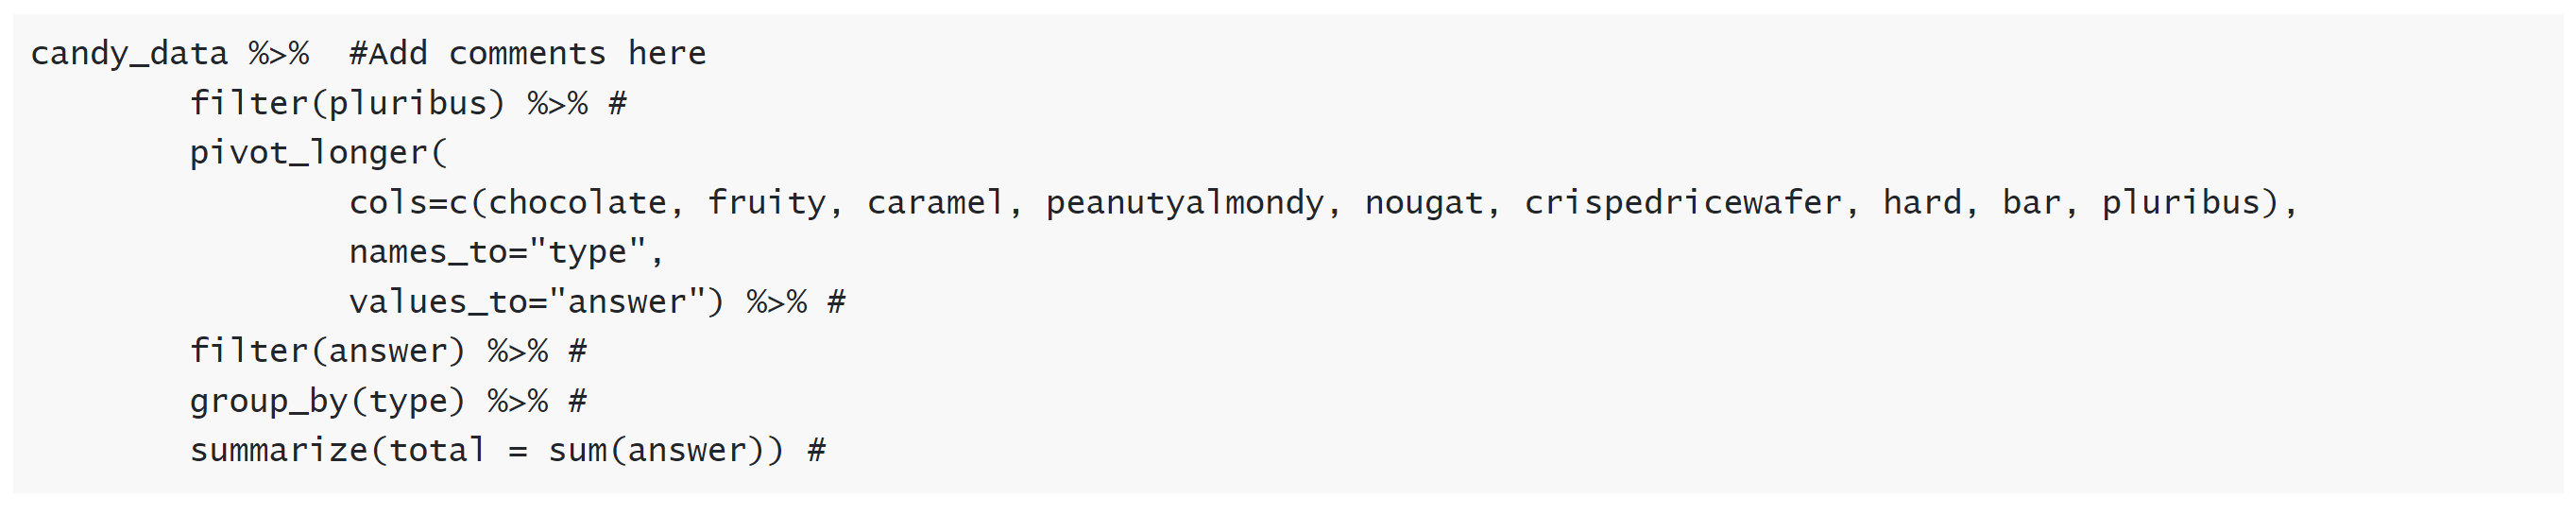 candy_data %>%  #Add comments here
        filter(pluribus) %>% #
        pivot_longer(
                cols=c(chocolate, fruity, caramel, peanutyalmondy, nougat, crispedricewafer, hard, bar, pluribus),
                names_to="type",
                values_to="answer") %>% #
        filter(answer) %>% #
        group_by(type) %>% #
        summarize(total = sum(answer)) #